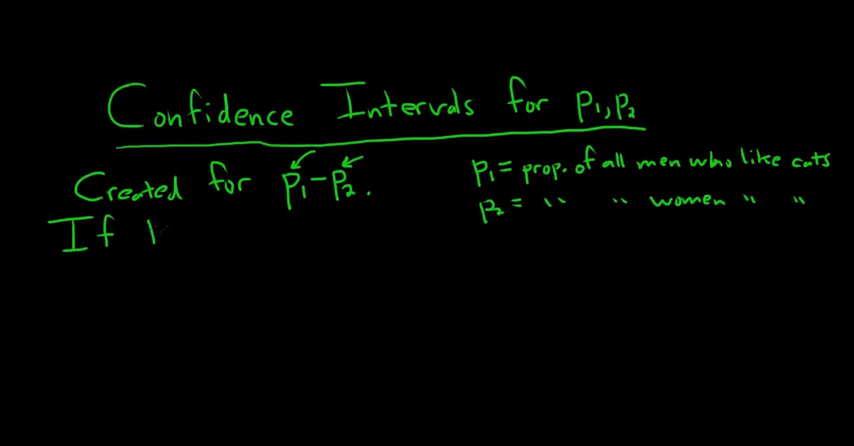 Confidence Intervals for p₁, p₂
Created for p₁ - p₂.
p₁ = prop. of all men who like cats
p₂ = " " women " "
If